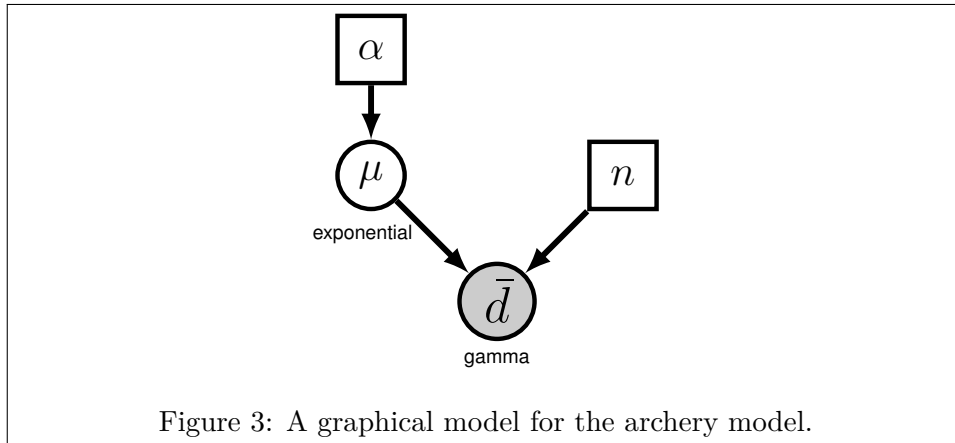 α
μ
n
exponential
d̄
gamma
Figure 3: A graphical model for the archery model.